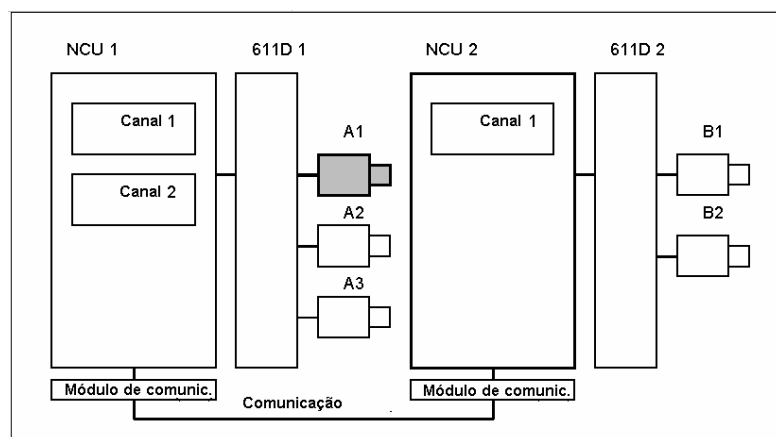 NCU 1
611D 1
NCU 2
611D 2
Canal 1
Canal 2
A1
A2
A3
Canal 1
B1
B2
Módulo de comunic.
Comunicação
Módulo de comunic.